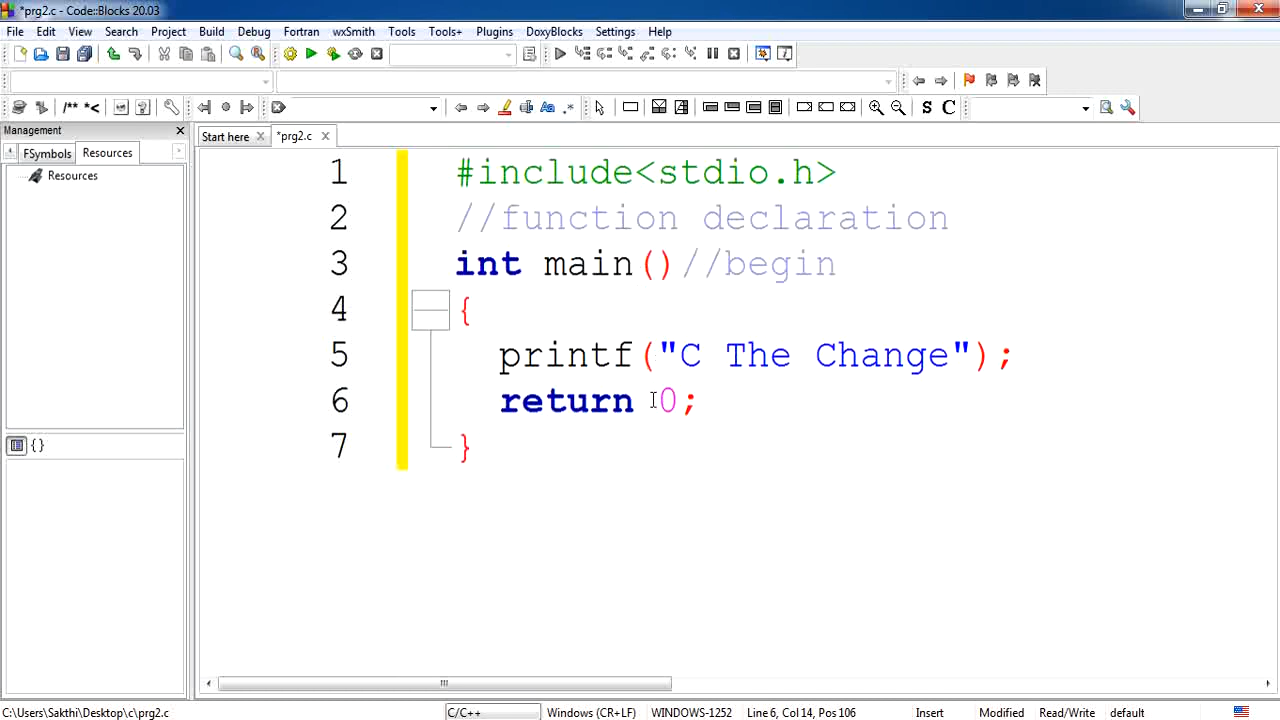 *prg2.c - Code::Blocks 20.03
File Edit View Search Project Build Debug Fortran wxSmith Tools Tools+ Plugins DoxyBlocks Settings Help
/** *< Aa .* S C
Management
FSymbols Resources
Resources
{}
Start here *prg2.c
1 #include<stdio.h>
2 //function declaration
3 int main()//begin
4 {
5 printf("C The Change");
6 return 0;
7 }
C:\Users\Sakthi\Desktop\c\prg2.c C/C++ Windows (CR+LF) WINDOWS-1252 Line 6, Col 14, Pos 106 Insert Modified Read/Write default